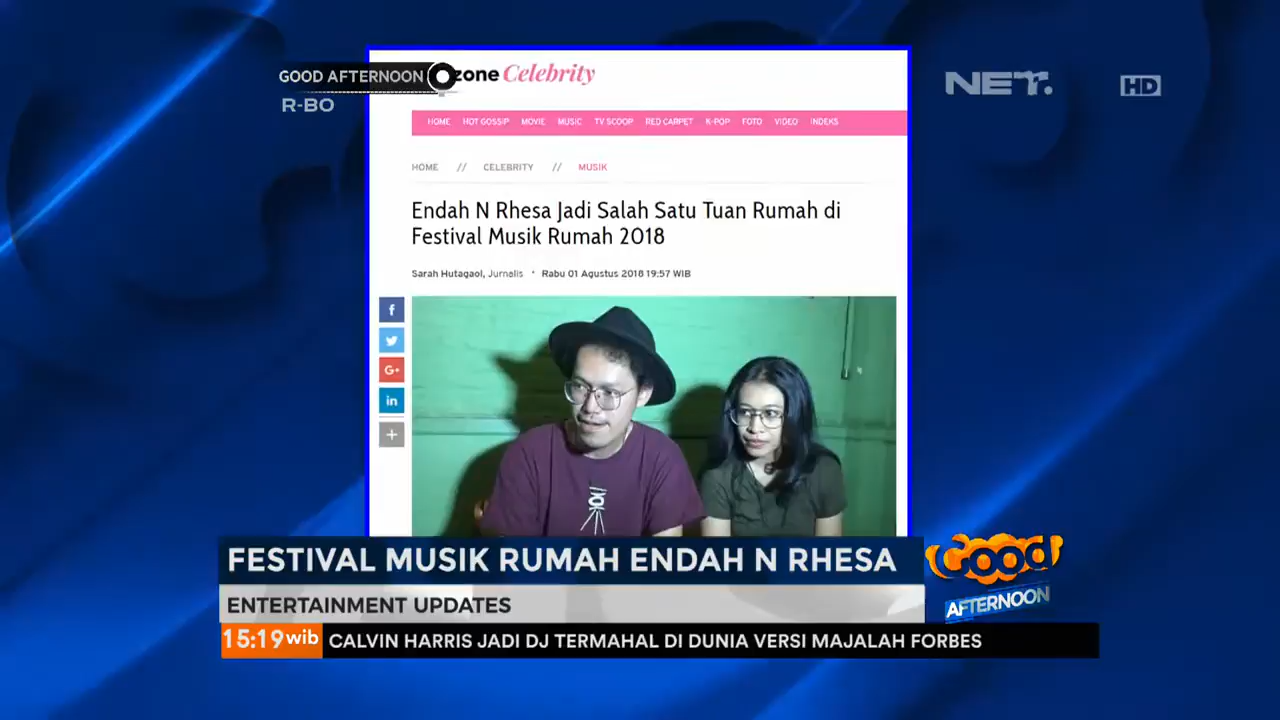 GOOD AFTERNOON
R-BO
zone Celebrity
NET.
HD
HOME HOT GOSSIP MOVIE MUSIC TV SCOOP RED CARPET K-POP FOTO VIDEO INDEKS
HOME // CELEBRITY // MUSIK
Endah N Rhesa Jadi Salah Satu Tuan Rumah di
Festival Musik Rumah 2018
Sarah Hutagaol, Jurnalis • Rabu 01 Agustus 2018 19:57 WIB
f
G+
in
+
FESTIVAL MUSIK RUMAH ENDAH N RHESA
ENTERTAINMENT UPDATES
GOOD
AFTERNOON
15:19 wib CALVIN HARRIS JADI DJ TERMAHAL DI DUNIA VERSI MAJALAH FORBES